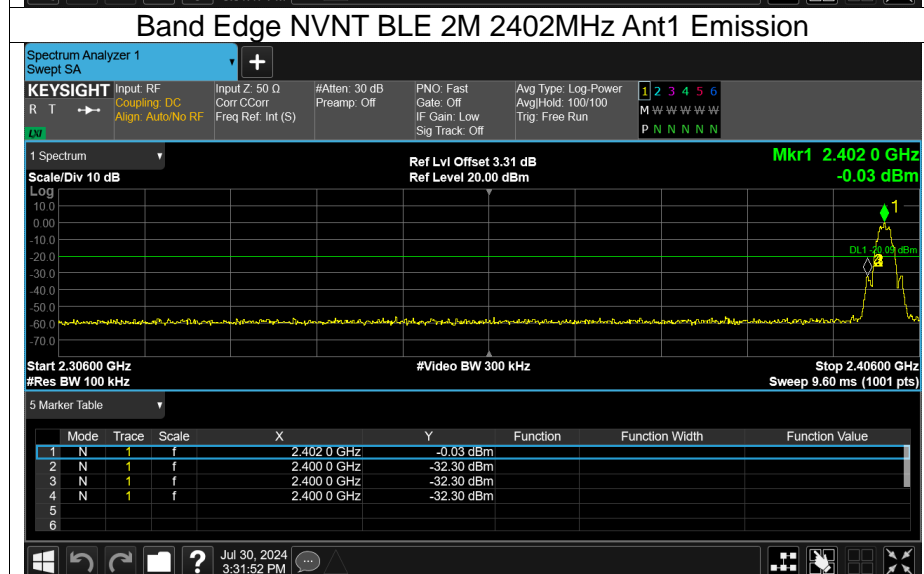 Band Edge NVNT BLE 2M 2402MHz Ant1 Emission
Spectrum Analyzer 1
Swept SA
KEYSIGHT
R T
LXI
Input: RF
Coupling: DC
Align: Auto/No RF
Input Z: 50 Ω
Corr CCorr
Freq Ref: Int (S)
#Atten: 30 dB
Preamp: Off
PNO: Fast
Gate: Off
IF Gain: Low
Sig Track: Off
Avg Type: Log-Power
Avg|Hold: 100/100
Trig: Free Run
1 2 3 4 5 6
M W W W W W
P N N N N N
1 Spectrum
Scale/Div 10 dB
Ref Lvl Offset 3.31 dB
Ref Level 20.00 dBm
Mkr1 2.402 0 GHz
-0.03 dBm
Log
10.0
0.00
-10.0
-20.0
-30.0
-40.0
-50.0
-60.0
-70.0
1
DL1 -20.09 dBm
Start 2.30600 GHz
#Res BW 100 kHz
#Video BW 300 kHz
Stop 2.40600 GHz
Sweep 9.60 ms (1001 pts)
5 Marker Table
Mode Trace Scale X Y Function Function Width Function Value
1 N 1 f 2.402 0 GHz -0.03 dBm
2 N 1 f 2.400 0 GHz -32.30 dBm
3 N 1 f 2.400 0 GHz -32.30 dBm
4 N 1 f 2.400 0 GHz -32.30 dBm
5
6
?
Jul 30, 2024
3:31:52 PM